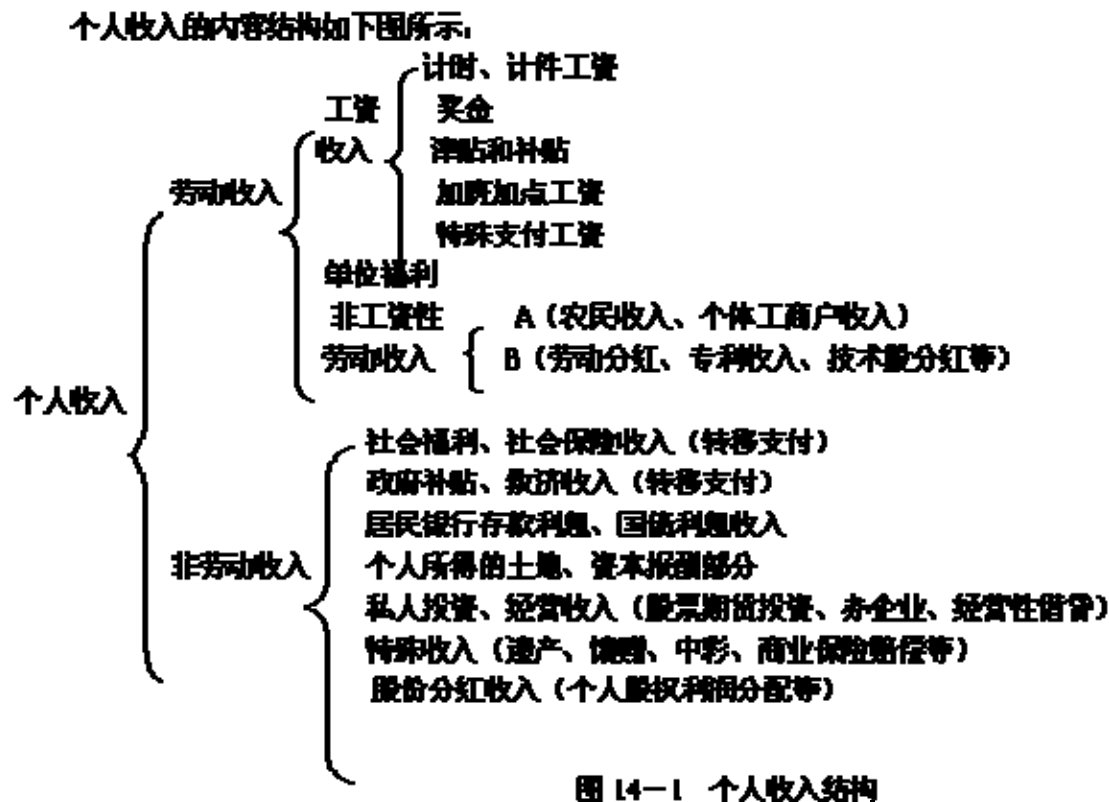 个人收入的内容结构如下图所示:
计时、计件工资
工资 奖金
收入 津贴和补贴
劳动收入 加班加点工资
特殊支付工资
单位福利
非工资性 A（农民收入、个体工商户收入）
劳动收入 B（劳动分红、专利收入、技术股分红等）
个人收入
社会福利、社会保险收入（转移支付）
政府补贴、救济收入（转移支付）
居民银行存款利息、国债利息收入
非劳动收入 个人所得的土地、资本报酬部分
私人投资、经营收入（股票期货投资、办企业、经营性借贷）
特殊收入（遗产、馈赠、中彩、商业保险赔偿等）
股份分红收入（个人股权利润分配等）
图 14－1 个人收入结构